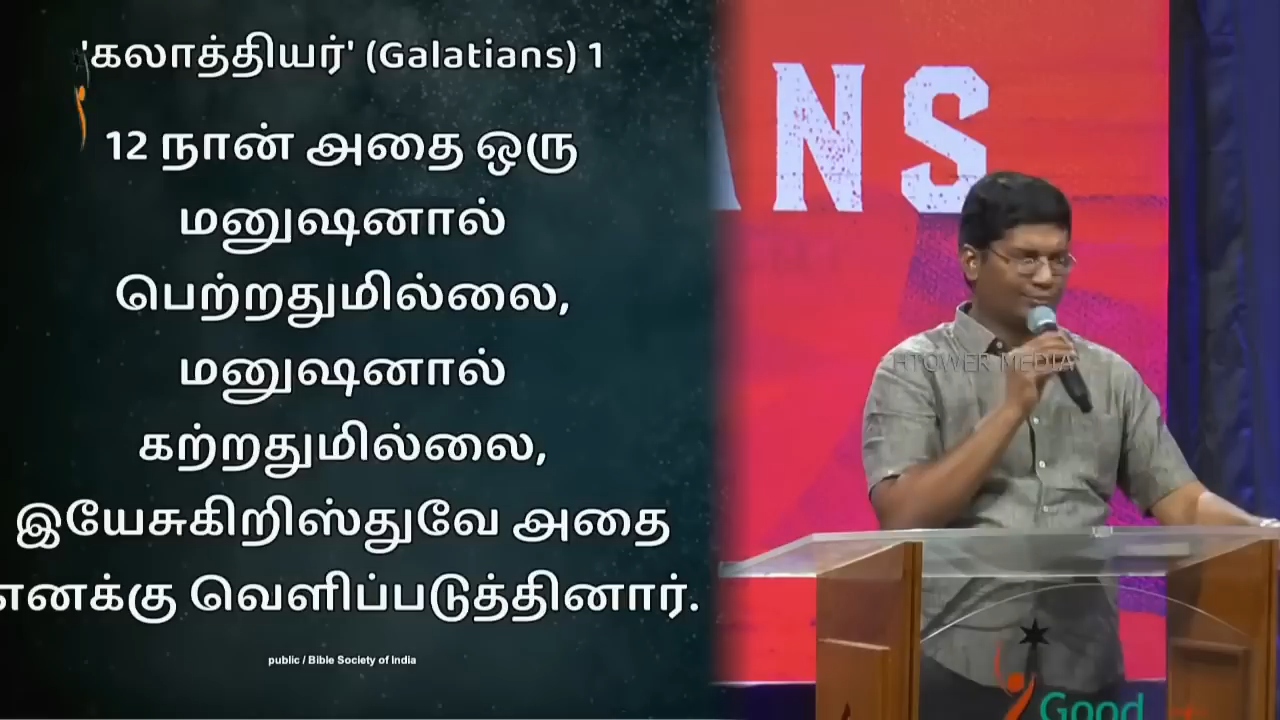 'கலாத்தியர்' (Galatians) 1
12 நான் அதை ஒரு
மனுஷனால்
பெற்றதுமில்லை,
மனுஷனால்
கற்றதுமில்லை,
இயேசுகிறிஸ்துவே அதை
எனக்கு வெளிப்படுத்தினார்.
public / Bible Society of India
ANS
HTOWER MEDIA
Good